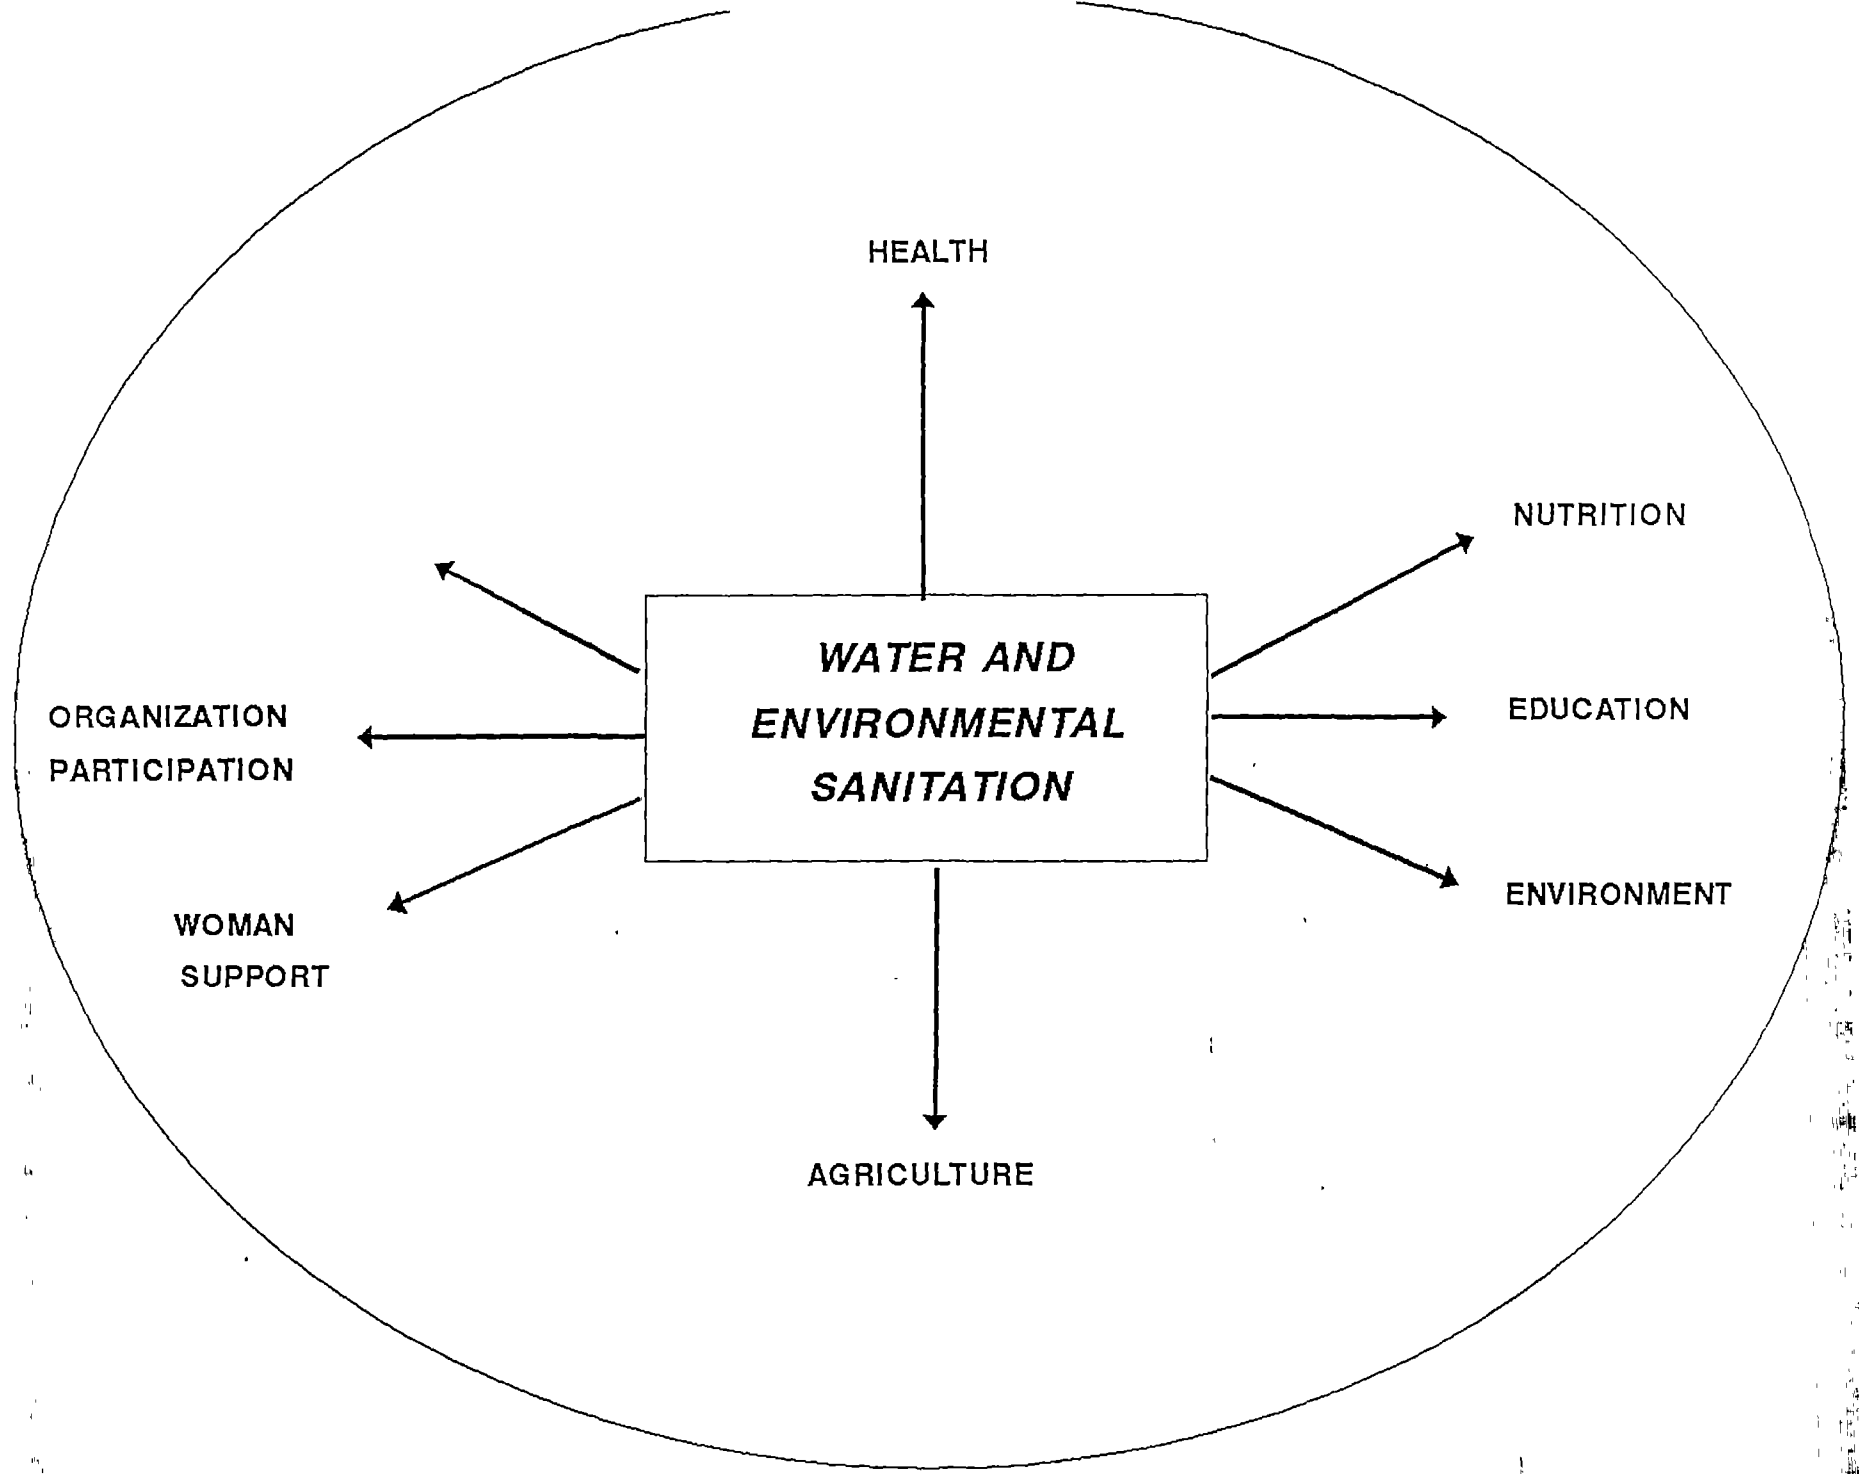 HEALTH
NUTRITION
WATER AND
ENVIRONMENTAL
SANITATION
ORGANIZATION
PARTICIPATION
EDUCATION
ENVIRONMENT
WOMAN
SUPPORT
AGRICULTURE